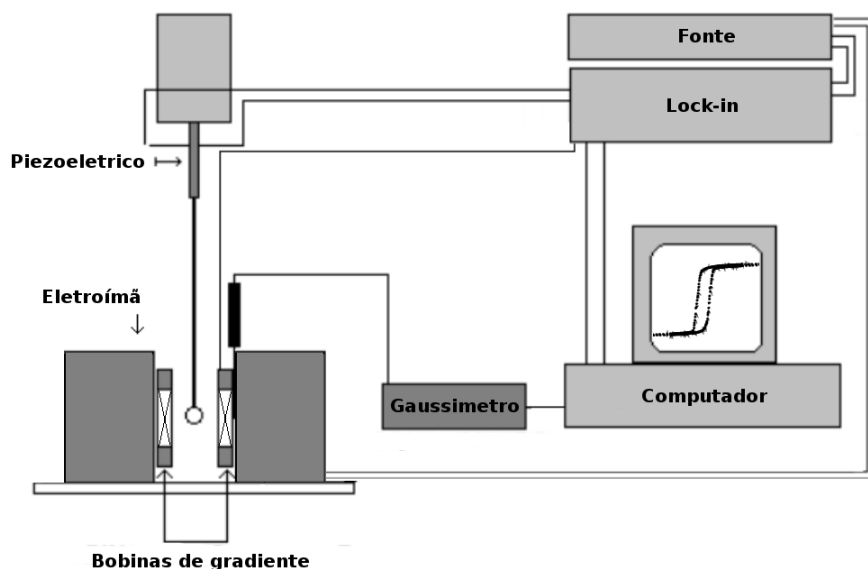 Fonte
Lock-in
Piezoeletrico
Eletroímã
Gaussimetro
Computador
Bobinas de gradiente